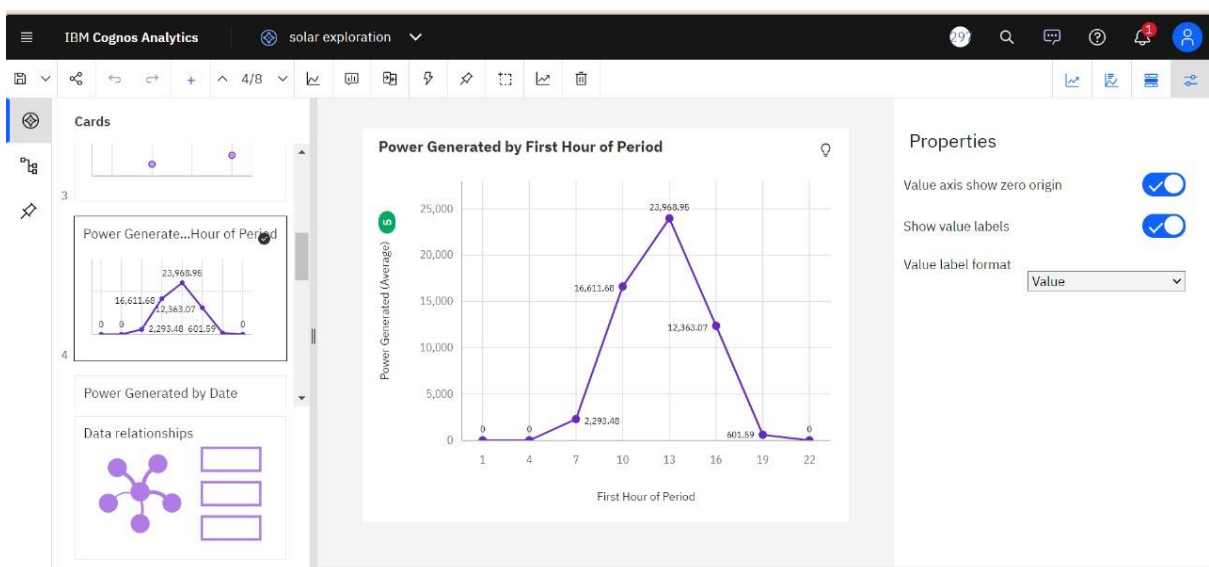 IBM Cognos Analytics
solar exploration
4/8
Cards
3
Power Generate...Hour of Period
23,968.95
16,611.68
12,363.07
0 0 2,293.48 601.59 0
4
Power Generated by Date
Data relationships
Power Generated by First Hour of Period
5
Power Generated (Average)
25,000
20,000
15,000
10,000
5,000
0
23,968.95
16,611.68
12,363.07
2,293.48
0 0 601.59 0
1 4 7 10 13 16 19 22
First Hour of Period
Properties
Value axis show zero origin
Show value labels
Value label format
Value